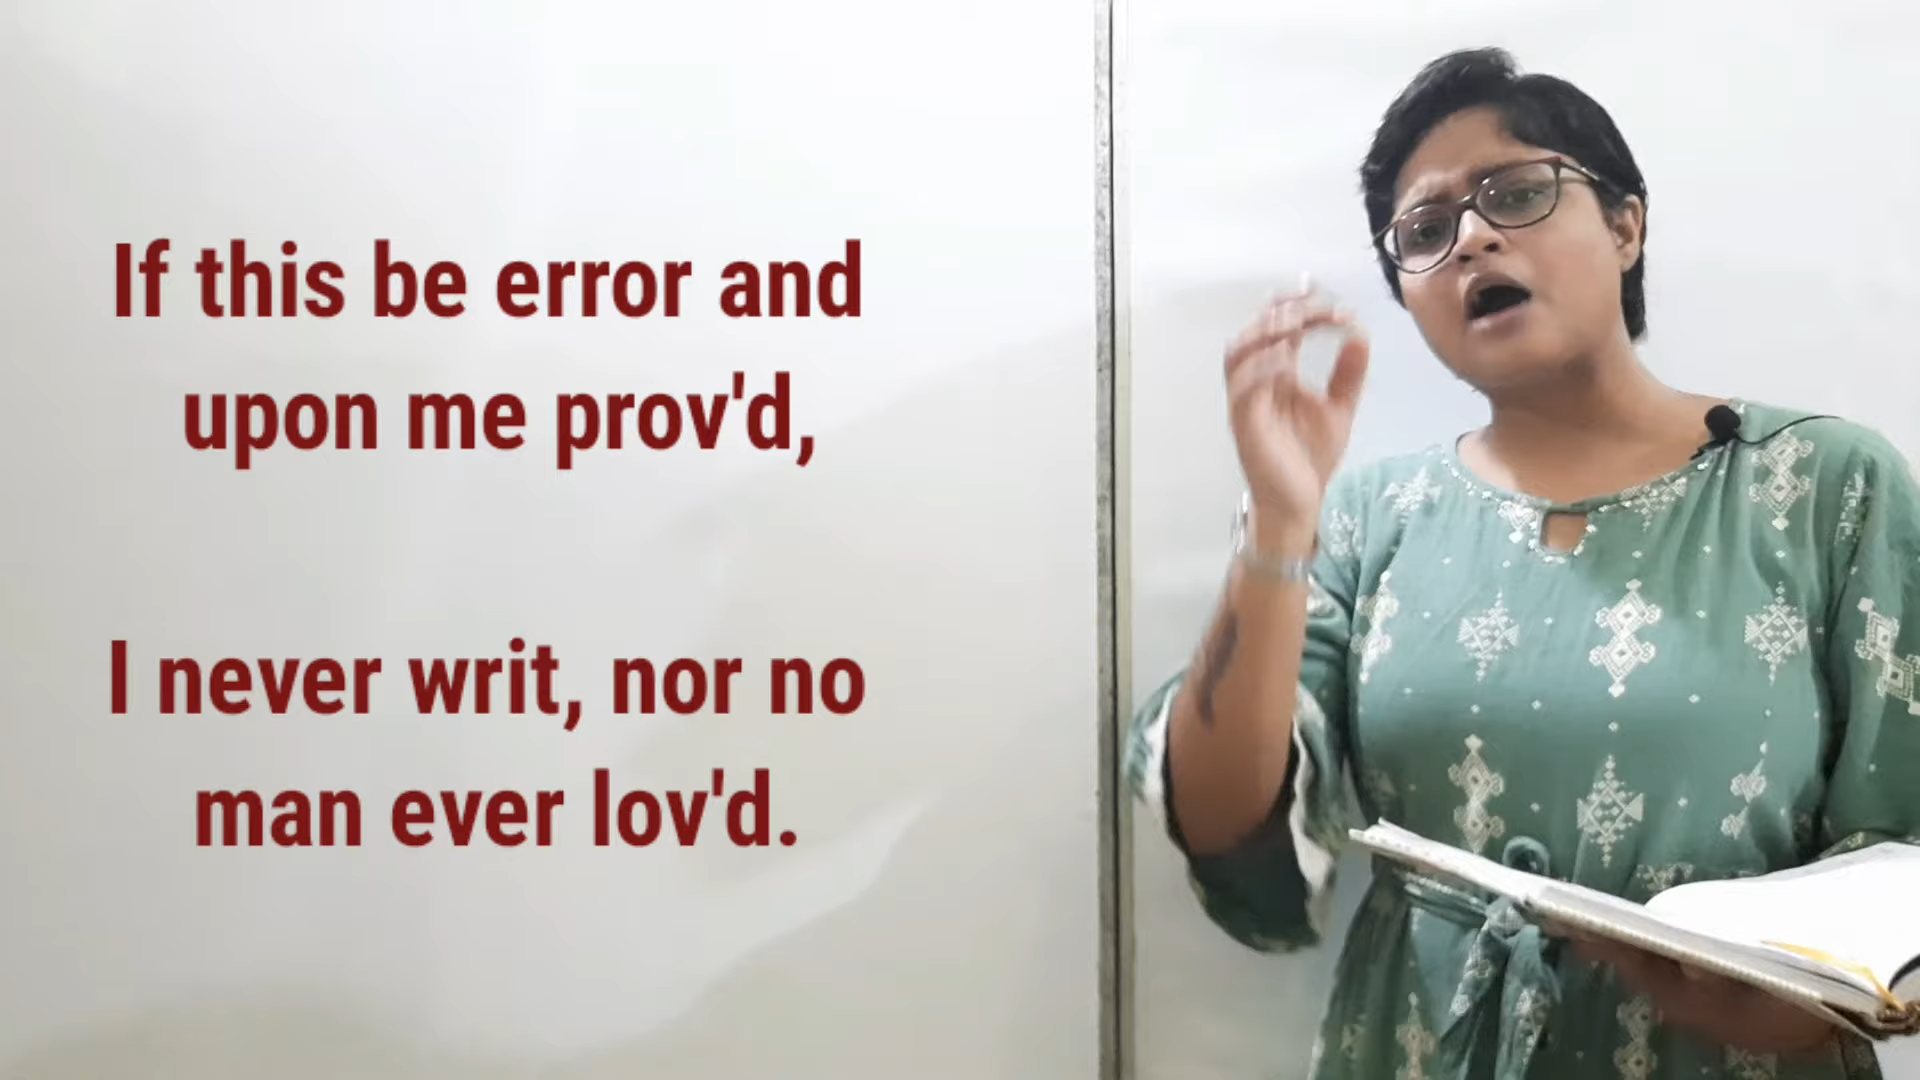 If this be error and
upon me prov'd,
I never writ, nor no
man ever lov'd.